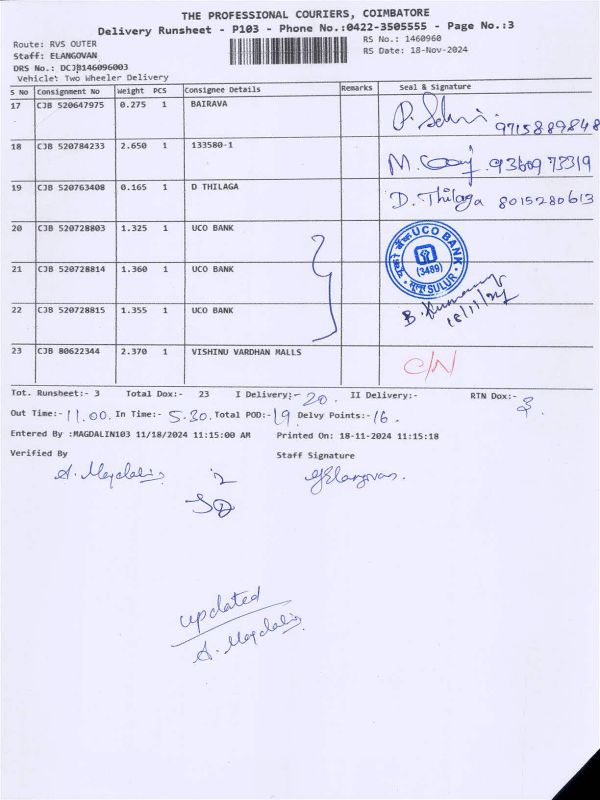 THE PROFESSIONAL COURIERS, COIMBATORE
Delivery Runsheet - P103 - Phone No.:0422-3505555 - Page No.:3
Route: RVS OUTER
RS No.: 1460960
Staff: ELANGOVAN
RS Date: 18-Nov-2024
DRS No.: DCJB146096003
Vehicle: Two Wheeler Delivery
S No Consignment No Weight PCS Consignee Details Remarks Seal & Signature
17 CJB 520647975 0.275 1 BAIRAVA 9715889848
18 CJB 520784233 2.650 1 133580-1 M. 9360973319
19 CJB 520763408 0.165 1 D THILAGA D. Thilaga 8015280613
20 CJB 520728803 1.325 1 UCO BANK
UCO BANK
(3489)
SULUR
21 CJB 520728814 1.360 1 UCO BANK
22 CJB 520728815 1.355 1 UCO BANK
18/11/24
23 CJB 80622344 2.370 1 VISHINU VARDHAN MALLS C/N
Tot. Runsheet:- 3 Total Dox:- 23 I Delivery:- 20. II Delivery:- RTN Dox:- 3.
Out Time:- 11.00. In Time:- 5.30. Total POD:- 19. Delvy Points:- 16.
Entered By :MAGDALIN103 11/18/2024 11:15:00 AM Printed On: 18-11-2024 11:15:18
Verified By Staff Signature
A. Magdalin
updated
A. Magdalin